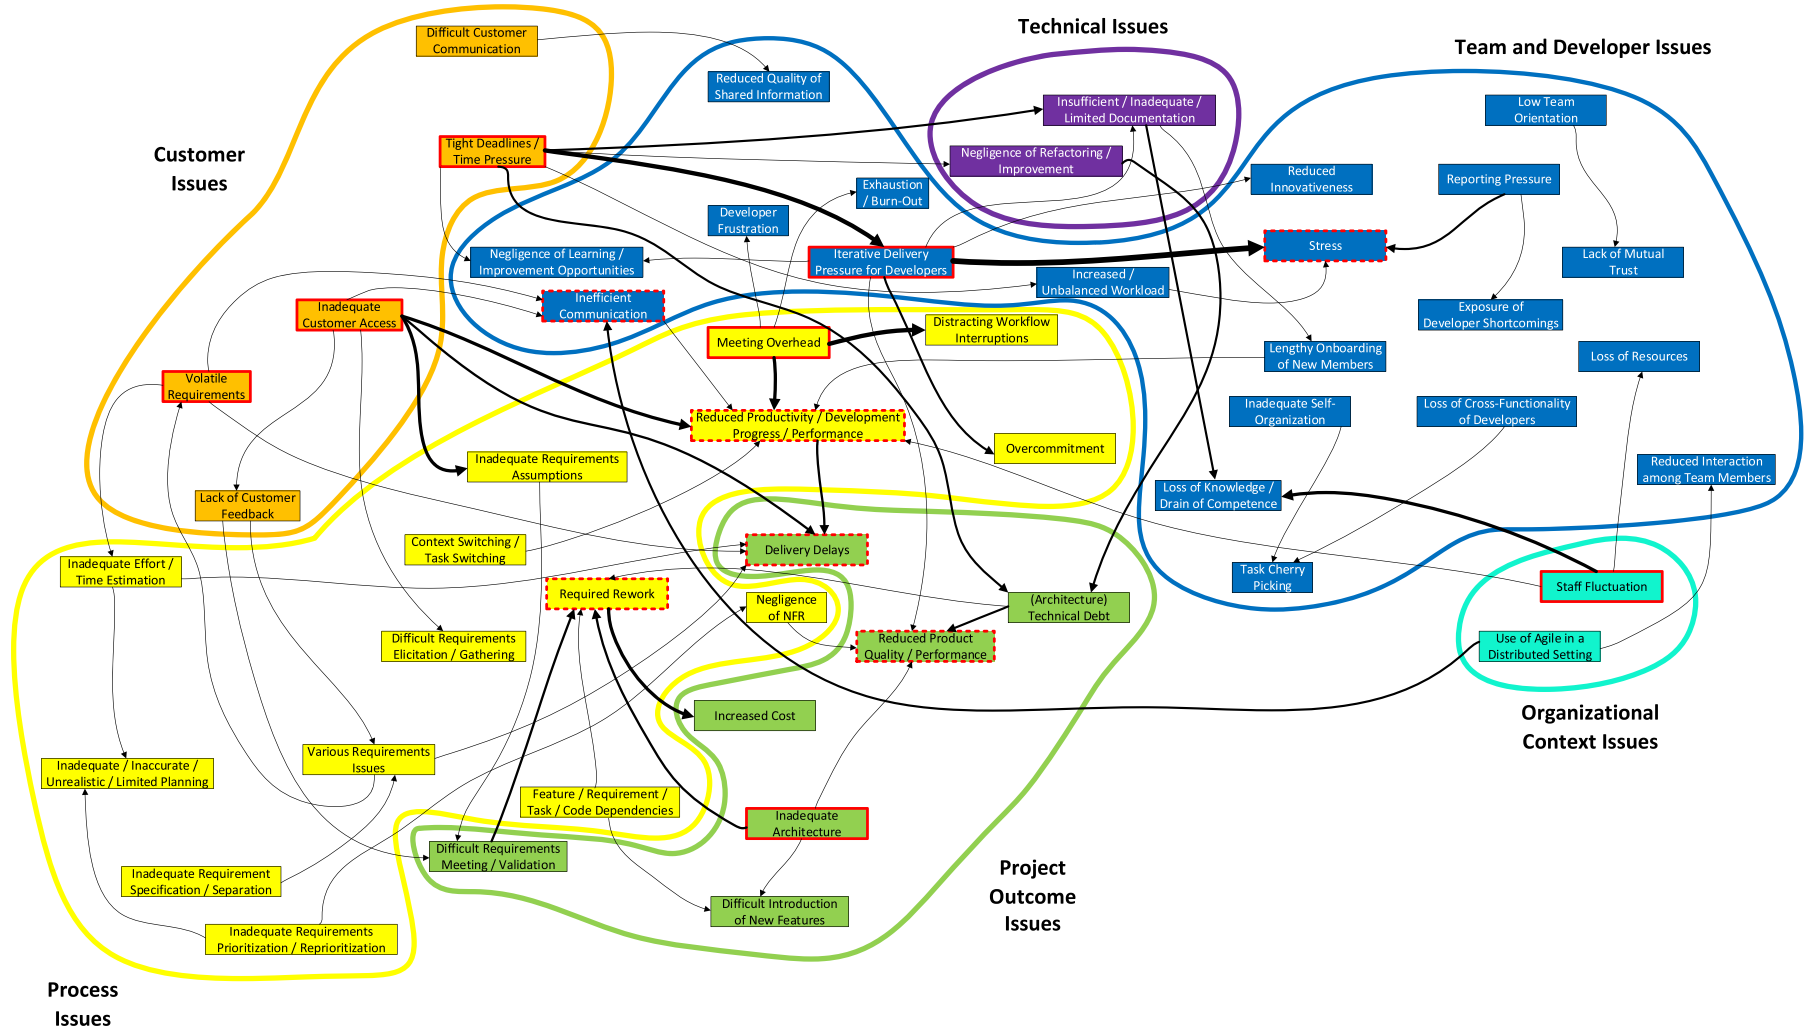 Technical Issues
Team and Developer Issues
Customer
Issues
Difficult Customer
Communication
Reduced Quality of
Shared Information
Insufficient / Inadequate /
Limited Documentation
Low Team
Orientation
Tight Deadlines /
Time Pressure
Negligence of Refactoring /
Improvement
Exhaustion
/ Burn-Out
Reduced
Innovativeness
Reporting Pressure
Developer
Frustration
Negligence of Learning /
Improvement Opportunities
Iterative Delivery
Pressure for Developers
Stress
Lack of Mutual
Trust
Increased /
Unbalanced Workload
Inadequate
Customer Access
Inefficient
Communication
Exposure of
Developer Shortcomings
Meeting Overhead
Distracting Workflow
Interruptions
Lengthy Onboarding
of New Members
Loss of Resources
Volatile
Requirements
Reduced Productivity / Development
Progress / Performance
Inadequate Self-
Organization
Loss of Cross-Functionality
of Developers
Overcommitment
Inadequate Requirements
Assumptions
Reduced Interaction
among Team Members
Lack of Customer
Feedback
Loss of Knowledge /
Drain of Competence
Context Switching /
Task Switching
Delivery Delays
Inadequate Effort /
Time Estimation
Required Rework
Negligence
of NFR
(Architecture)
Technical Debt
Task Cherry
Picking
Staff Fluctuation
Difficult Requirements
Elicitation / Gathering
Reduced Product
Quality / Performance
Use of Agile in a
Distributed Setting
Increased Cost
Organizational
Context Issues
Various Requirements
Issues
Inadequate / Inaccurate /
Unrealistic / Limited Planning
Feature / Requirement /
Task / Code Dependencies
Inadequate
Architecture
Difficult Requirements
Meeting / Validation
Inadequate Requirement
Specification / Separation
Project
Outcome
Issues
Difficult Introduction
of New Features
Inadequate Requirements
Prioritization / Reprioritization
Process
Issues